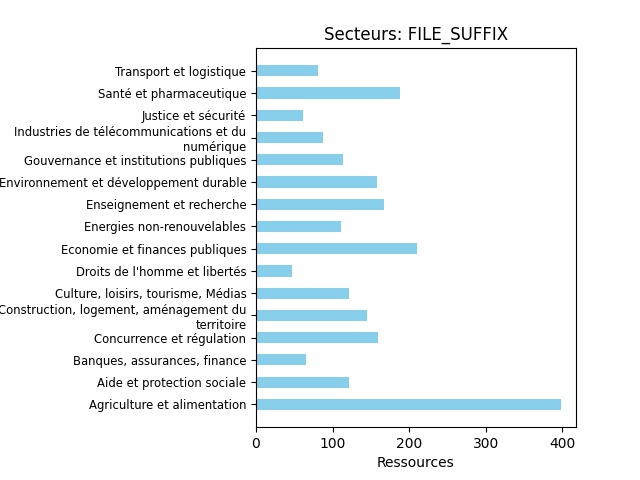 Secteurs: FILE_SUFFIX
Transport et logistique
Santé et pharmaceutique
Justice et sécurité
Industries de télécommunications et du
numérique
Gouvernance et institutions publiques
Environnement et développement durable
Enseignement et recherche
Energies non-renouvelables
Economie et finances publiques
Droits de l'homme et libertés
Culture, loisirs, tourisme, Médias
Construction, logement, aménagement du
territoire
Concurrence et régulation
Banques, assurances, finance
Aide et protection sociale
Agriculture et alimentation
0 100 200 300 400
Ressources